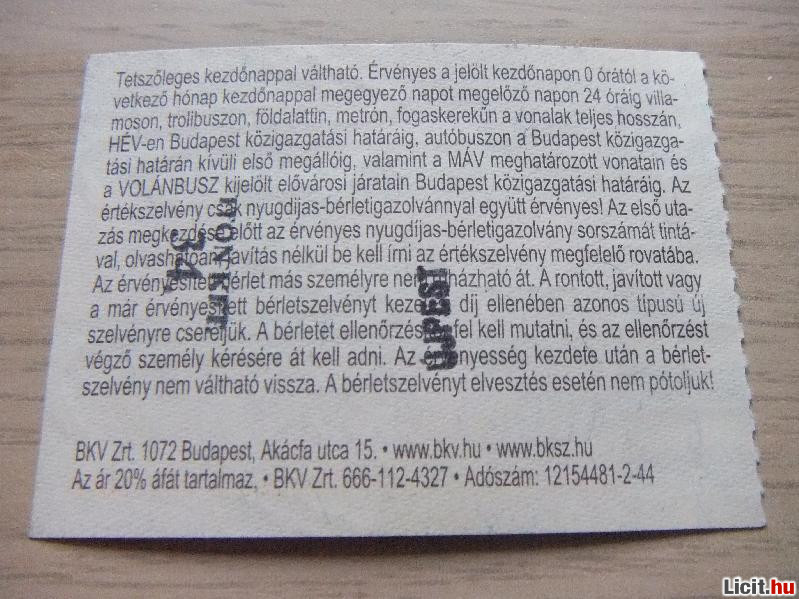 Tetszőleges kezdőnappal váltható. Érvényes a jelölt kezdőnapon 0 órától a kö-
vetkező hónap kezdőnappal megegyező napot megelőző napon 24 óráig villa-
moson, trolibuszon, földalattin, metrón, fogaskerekűn a vonalak teljes hosszán,
HÉV-en Budapest közigazgatási határáig, autóbuszon a Budapest közigazga-
tási határán kívüli első megállóig, valamint a MÁV meghatározott vonatain és
a VOLÁNBUSZ kijelölt elővárosi járatain Budapest közigazgatási határáig. Az
értékszelvény csak nyugdíjas-bérletigazolvánnyal együtt érvényes! Az első uta-
zás megkezdése előtt az érvényes nyugdíjas-bérletigazolvány sorszámát tintá-
val, olvashatóan, javítás nélkül be kell írni az értékszelvény megfelelő rovatába.
Az érvényesített bérlet más személyre nem ruházható át. A rontott, javított vagy
a már érvényesített bérletszelvényt kezelési díj ellenében azonos típusú új
szelvényre cseréljük. A bérletet ellenőrzéskor fel kell mutatni, és az ellenőrzést
végző személy kérésére át kell adni. Az érvényesség kezdete után a bérlet-
szelvény nem váltható vissza. A bérletszelvényt elvesztés esetén nem pótoljuk!
34
ÚJPEST
BKV Zrt. 1072 Budapest, Akácfa utca 15. • www.bkv.hu • www.bksz.hu
Az ár 20% áfát tartalmaz. • BKV Zrt. 666-112-4327 • Adószám: 12154481-2-44
Licit.hu